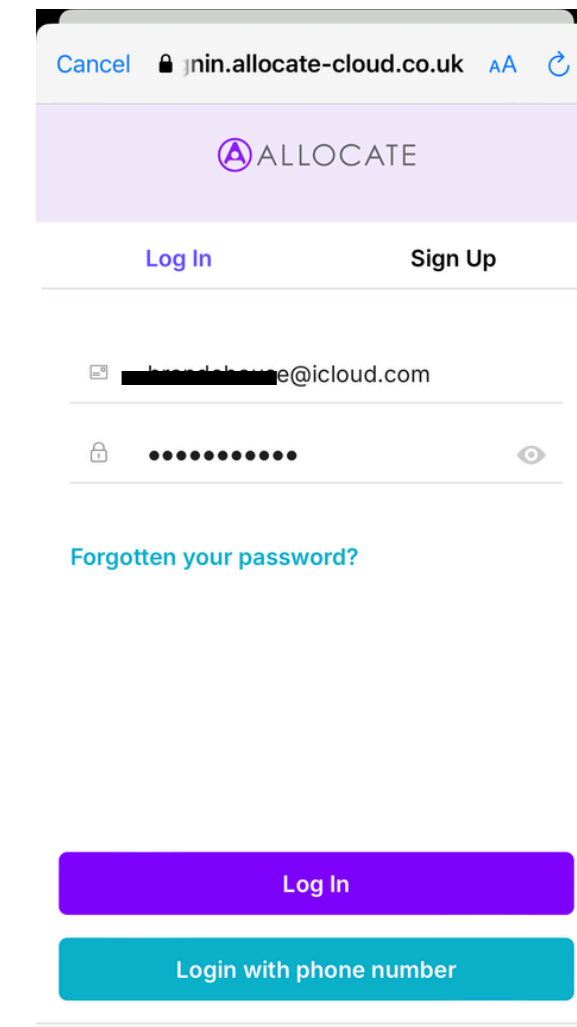 Cancel nin.allocate-cloud.co.uk AA
ALLOCATE
Log In Sign Up
e@icloud.com
Forgotten your password?
Log In
Login with phone number